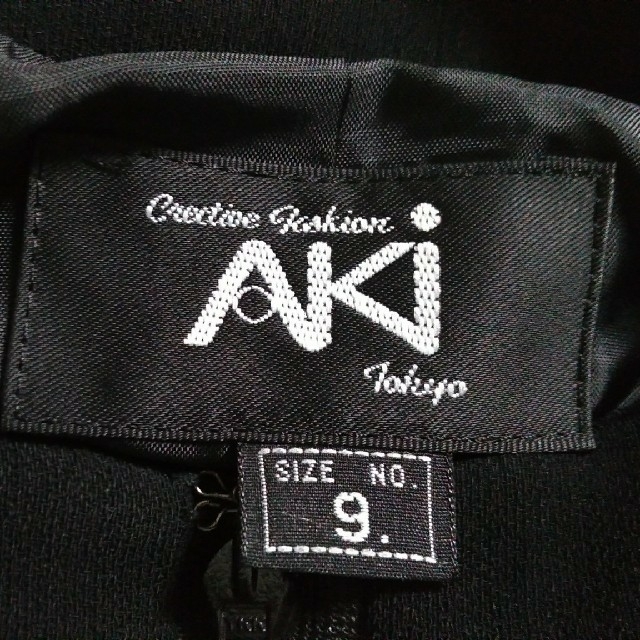 Creative Fashion
AKi
Tokyo
SIZE NO.
9.